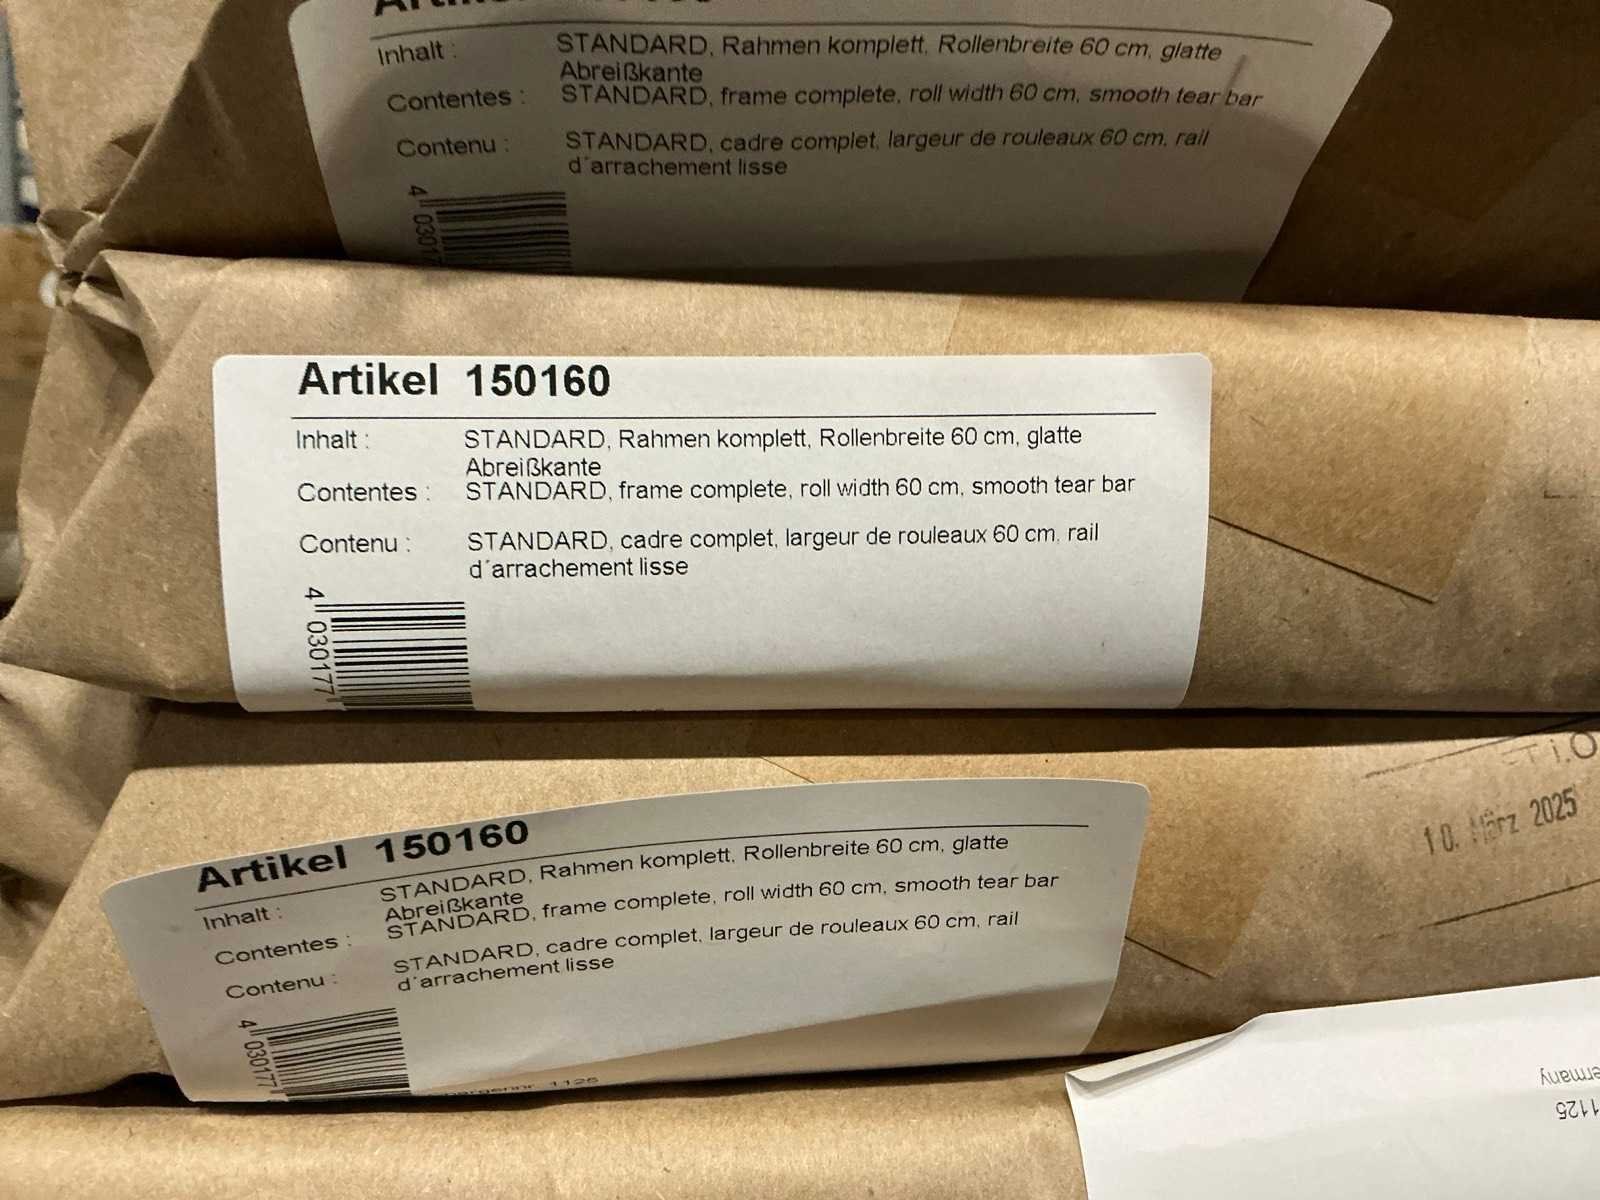 Inhalt : STANDARD, Rahmen komplett, Rollenbreite 60 cm, glatte
Abreißkante
Contentes : STANDARD, frame complete, roll width 60 cm, smooth tear bar
Contenu : STANDARD, cadre complet, largeur de rouleaux 60 cm, rail
d´arrachement lisse
4 030177
Artikel 150160
Inhalt : STANDARD, Rahmen komplett, Rollenbreite 60 cm, glatte
Abreißkante
Contentes : STANDARD, frame complete, roll width 60 cm, smooth tear bar
Contenu : STANDARD, cadre complet, largeur de rouleaux 60 cm, rail
d´arrachement lisse
4 030177
10. März 2025
Artikel 150160
Inhalt : STANDARD, Rahmen komplett, Rollenbreite 60 cm, glatte
Abreißkante
Contentes : STANDARD, frame complete, roll width 60 cm, smooth tear bar
Contenu : STANDARD, cadre complet, largeur de rouleaux 60 cm, rail
d´arrachement lisse
4 030177
1125
ermany
1125